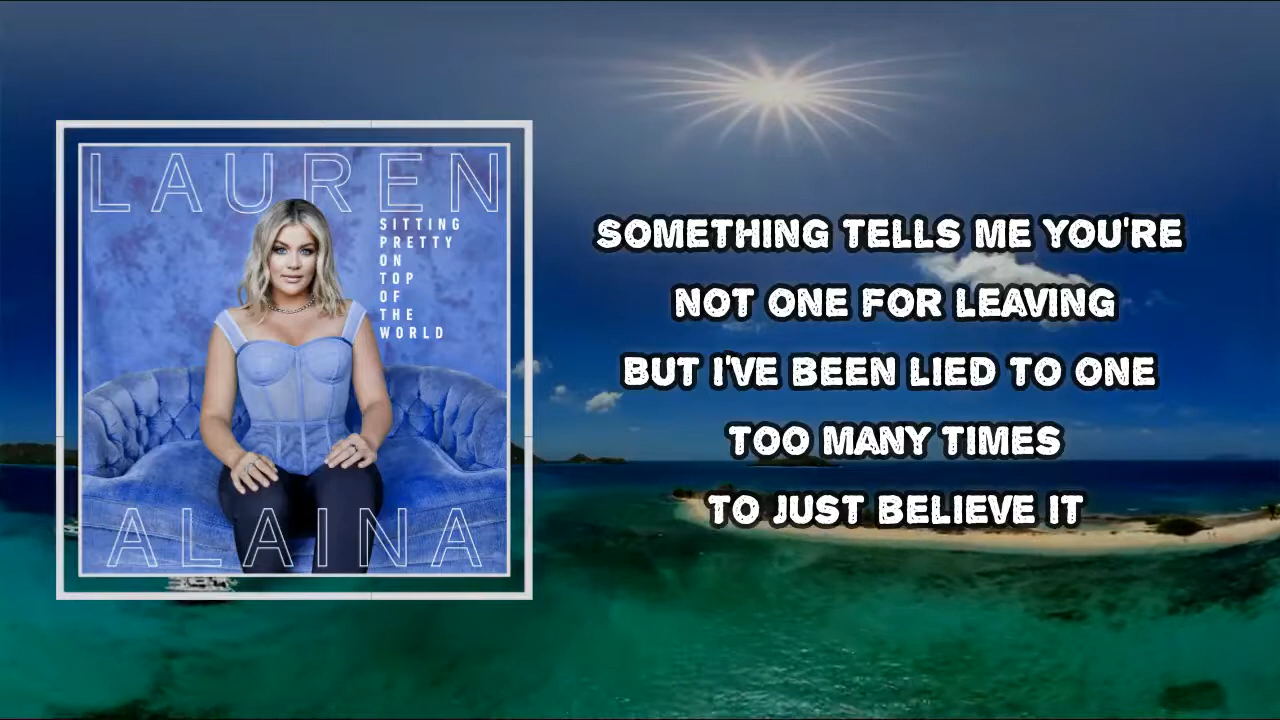 LAUREN
SITTING
PRETTY
ON
TOP
OF
THE
WORLD
ALAINA
SOMETHING TELLS ME YOU'RE
NOT ONE FOR LEAVING
BUT I'VE BEEN LIED TO ONE
TOO MANY TIMES
TO JUST BELIEVE IT